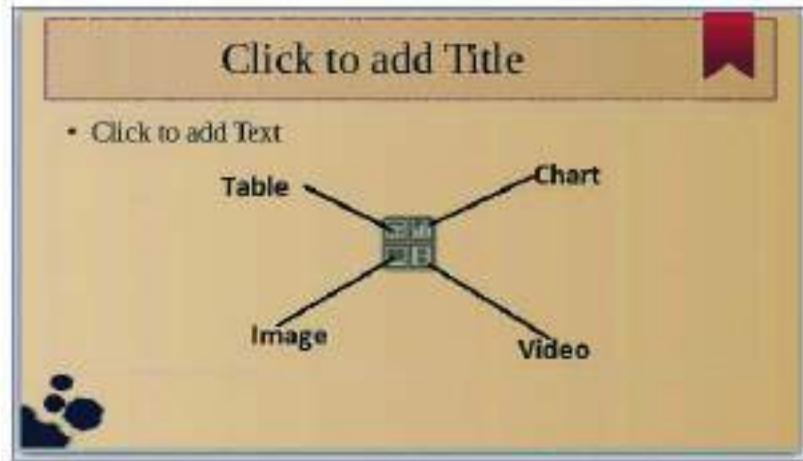 Click to add Title
• Click to add Text
Table
Chart
Image
Video